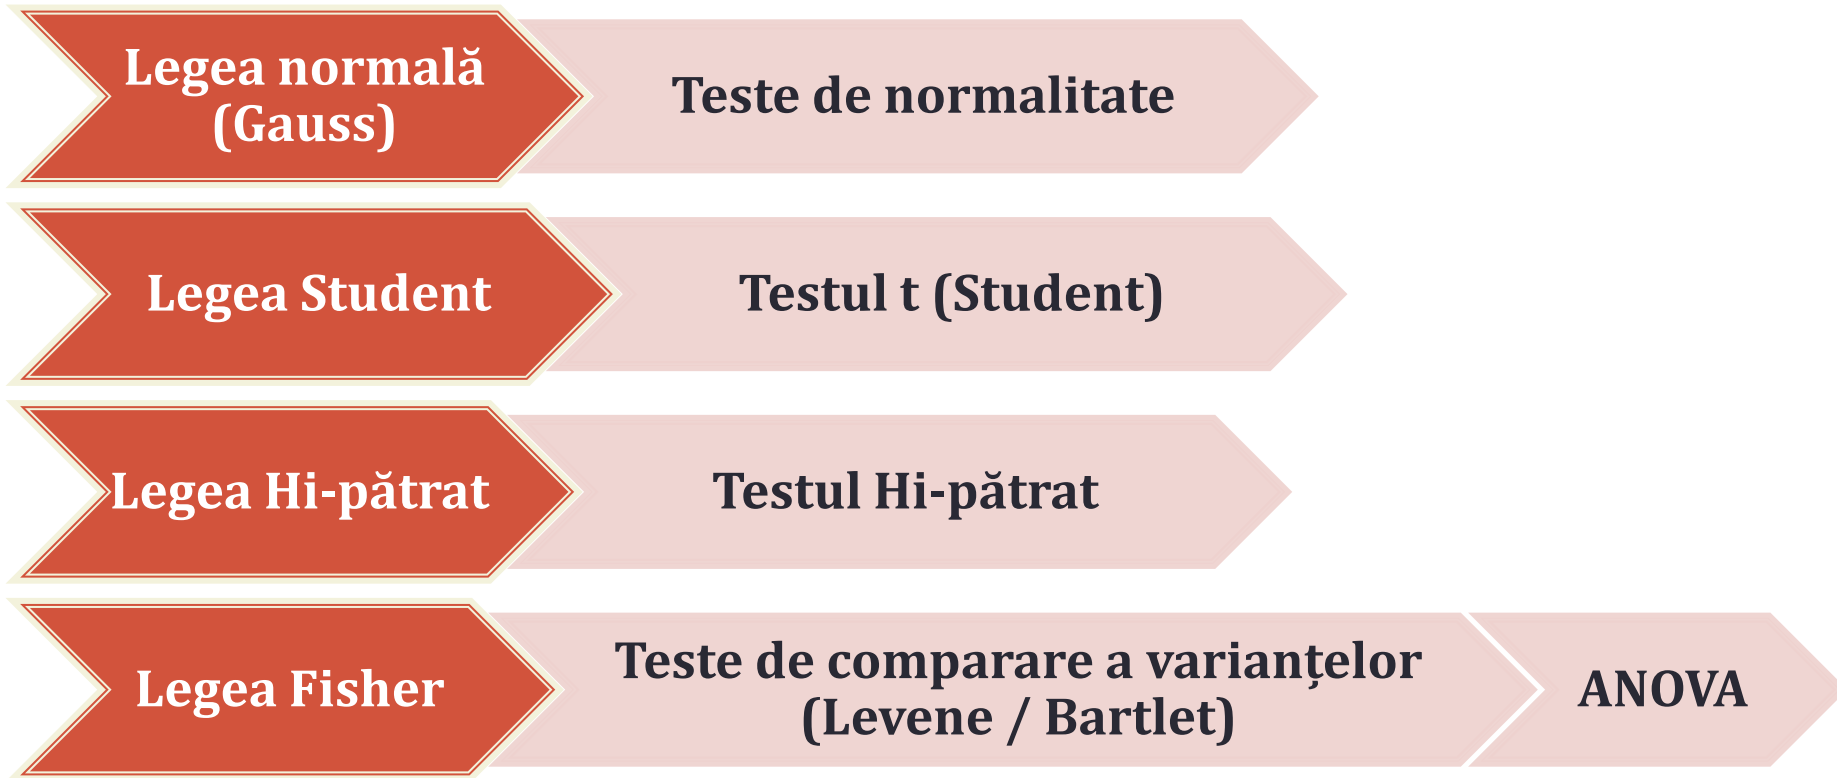 Legea normală
(Gauss)
Teste de normalitate
Legea Student
Testul t (Student)
Legea Hi-pătrat
Testul Hi-pătrat
Legea Fisher
Teste de comparare a varianțelor
(Levene / Bartlet)
ANOVA